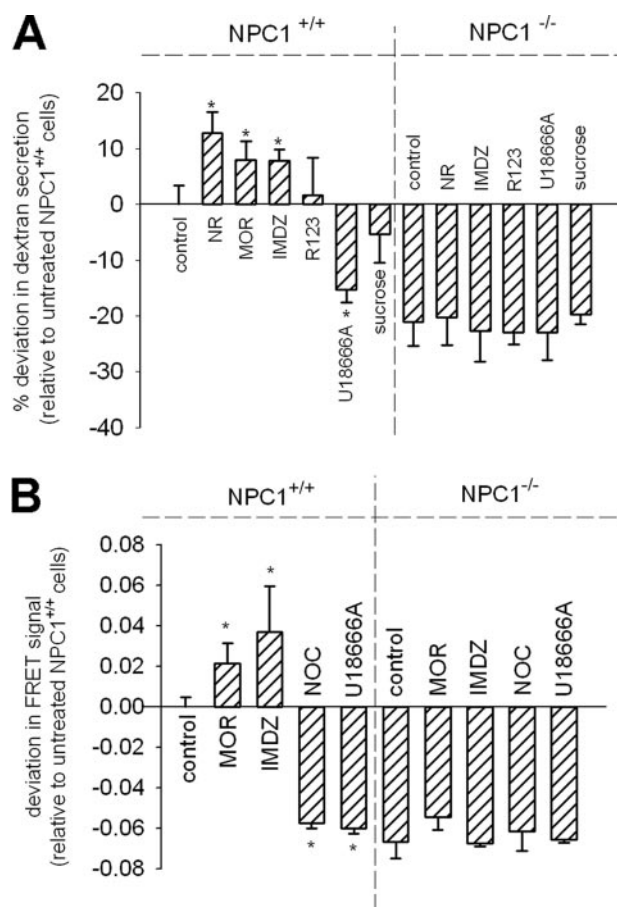 A
NPC1 +/+
NPC1 -/-
% deviation in dextran secretion
(relative to untreated NPC1+/+ cells)
20
10
0
-10
-20
-30
-40
control
NR
MOR
IMDZ
R123
U18666A
sucrose
control
NR
IMDZ
R123
U18666A
sucrose
*
*
*
*
B
NPC1+/+
NPC1-/-
deviation in FRET signal
(relative to untreated NPC1+/+ cells)
0.08
0.06
0.04
0.02
0.00
-0.02
-0.04
-0.06
-0.08
control
MOR
IMDZ
NOC
U18666A
control
MOR
IMDZ
NOC
U18666A
*
*
*
*